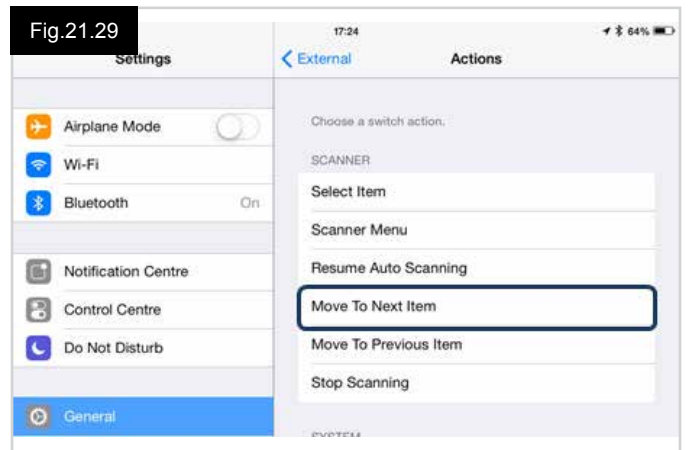 Fig.21.29
17:24
64%
Settings
External
Actions
Airplane Mode
Wi-Fi
Bluetooth On
Notification Centre
Control Centre
Do Not Disturb
General
Choose a switch action.
SCANNER
Select Item
Scanner Menu
Resume Auto Scanning
Move To Next Item
Move To Previous Item
Stop Scanning
SYSTEM